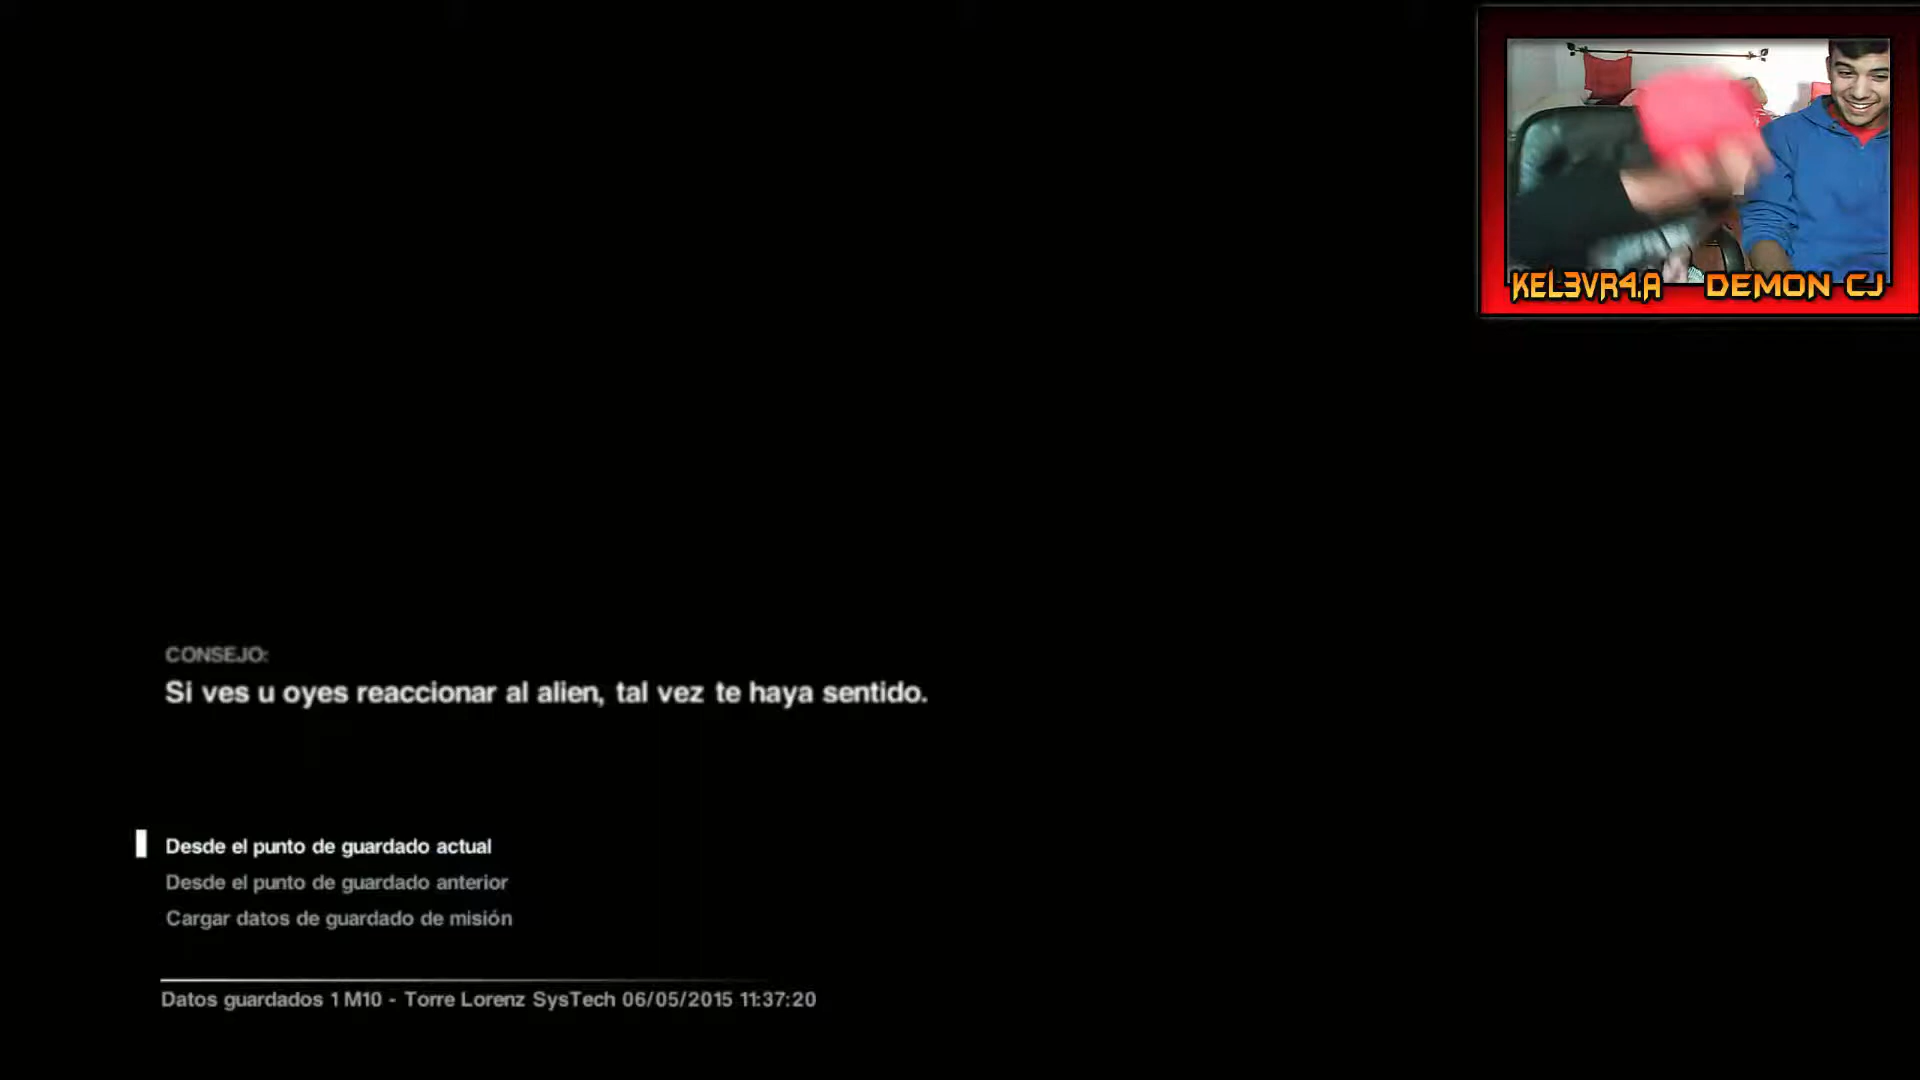 KEL3VR4.A DEMON CJ
CONSEJO:
Si ves u oyes reaccionar al alien, tal vez te haya sentido.
Desde el punto de guardado actual
Desde el punto de guardado anterior
Cargar datos de guardado de misión
Datos guardados 1 M10 - Torre Lorenz SysTech 06/05/2015 11:37:20